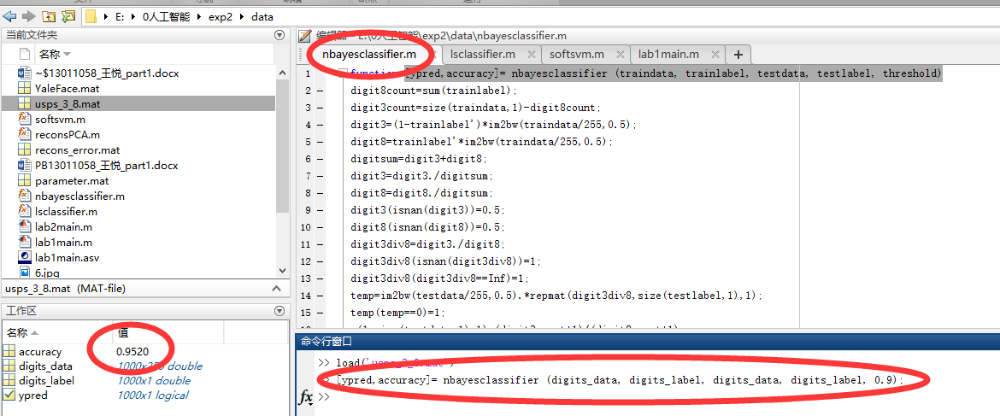 E: ▸ 0人工智能 ▸ exp2 ▸ data
当前文件夹
名称
~$13011058_王悦_part1.docx
YaleFace.mat
usps_3_8.mat
softsvm.m
reconsPCA.m
recons_error.mat
PB13011058_王悦_part1.docx
parameter.mat
nbayesclassifier.m
lsclassifier.m
lab2main.m
lab1main.m
lab1main.asv
6.jpg
usps_3_8.mat (MAT-file)
工作区
名称 值
accuracy 0.9520
digits_data double
digits_label 1000x1 double
ypred 1000x1 logical
编辑器 - E:\0人工智能\exp2\data\nbayesclassifier.m
nbayesclassifier.m lsclassifier.m softsvm.m lab1main.m +
1 function [ypred,accuracy]= nbayesclassifier (traindata, trainlabel, testdata, testlabel, threshold)
2 – digit8count=sum(trainlabel);
3 – digit3count=size(traindata,1)-digit8count;
4 – digit3=(1-trainlabel')*im2bw(traindata/255,0.5);
5 – digit8=trainlabel'*im2bw(traindata/255,0.5);
6 – digitsum=digit3+digit8;
7 – digit3=digit3./digitsum;
8 – digit8=digit8./digitsum;
9 – digit3(isnan(digit3))=0.5;
10 – digit8(isnan(digit8))=0.5;
11 – digit3div8=digit3./digit8;
12 – digit3div8(isnan(digit3div8))=1;
13 – digit3div8(digit3div8==Inf)=1;
14 – temp=im2bw(testdata/255,0.5).*repmat(digit3div8,size(testlabel,1),1);
15 – temp(temp==0)=1;
命令行窗口
>> load('usps_3_8.mat')
>> [ypred,accuracy]= nbayesclassifier (digits_data, digits_label, digits_data, digits_label, 0.9);
fx >>